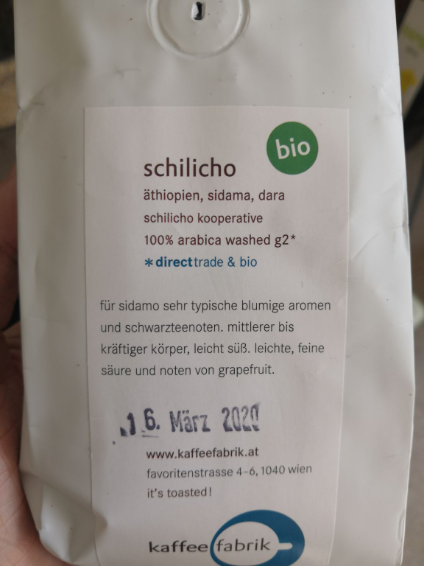 bio
schilicho
äthiopien, sidama, dara
schilicho kooperative
100% arabica washed g2*
*directtrade & bio
für sidamo sehr typische blumige aromen
und schwarzteenoten. mittlerer bis
kräftiger körper, leicht süß. leichte, feine
säure und noten von grapefruit.
16. März 2020
www.kaffeefabrik.at
favoritenstrasse 4-6, 1040 wien
it's toasted!
kaffee fabrik